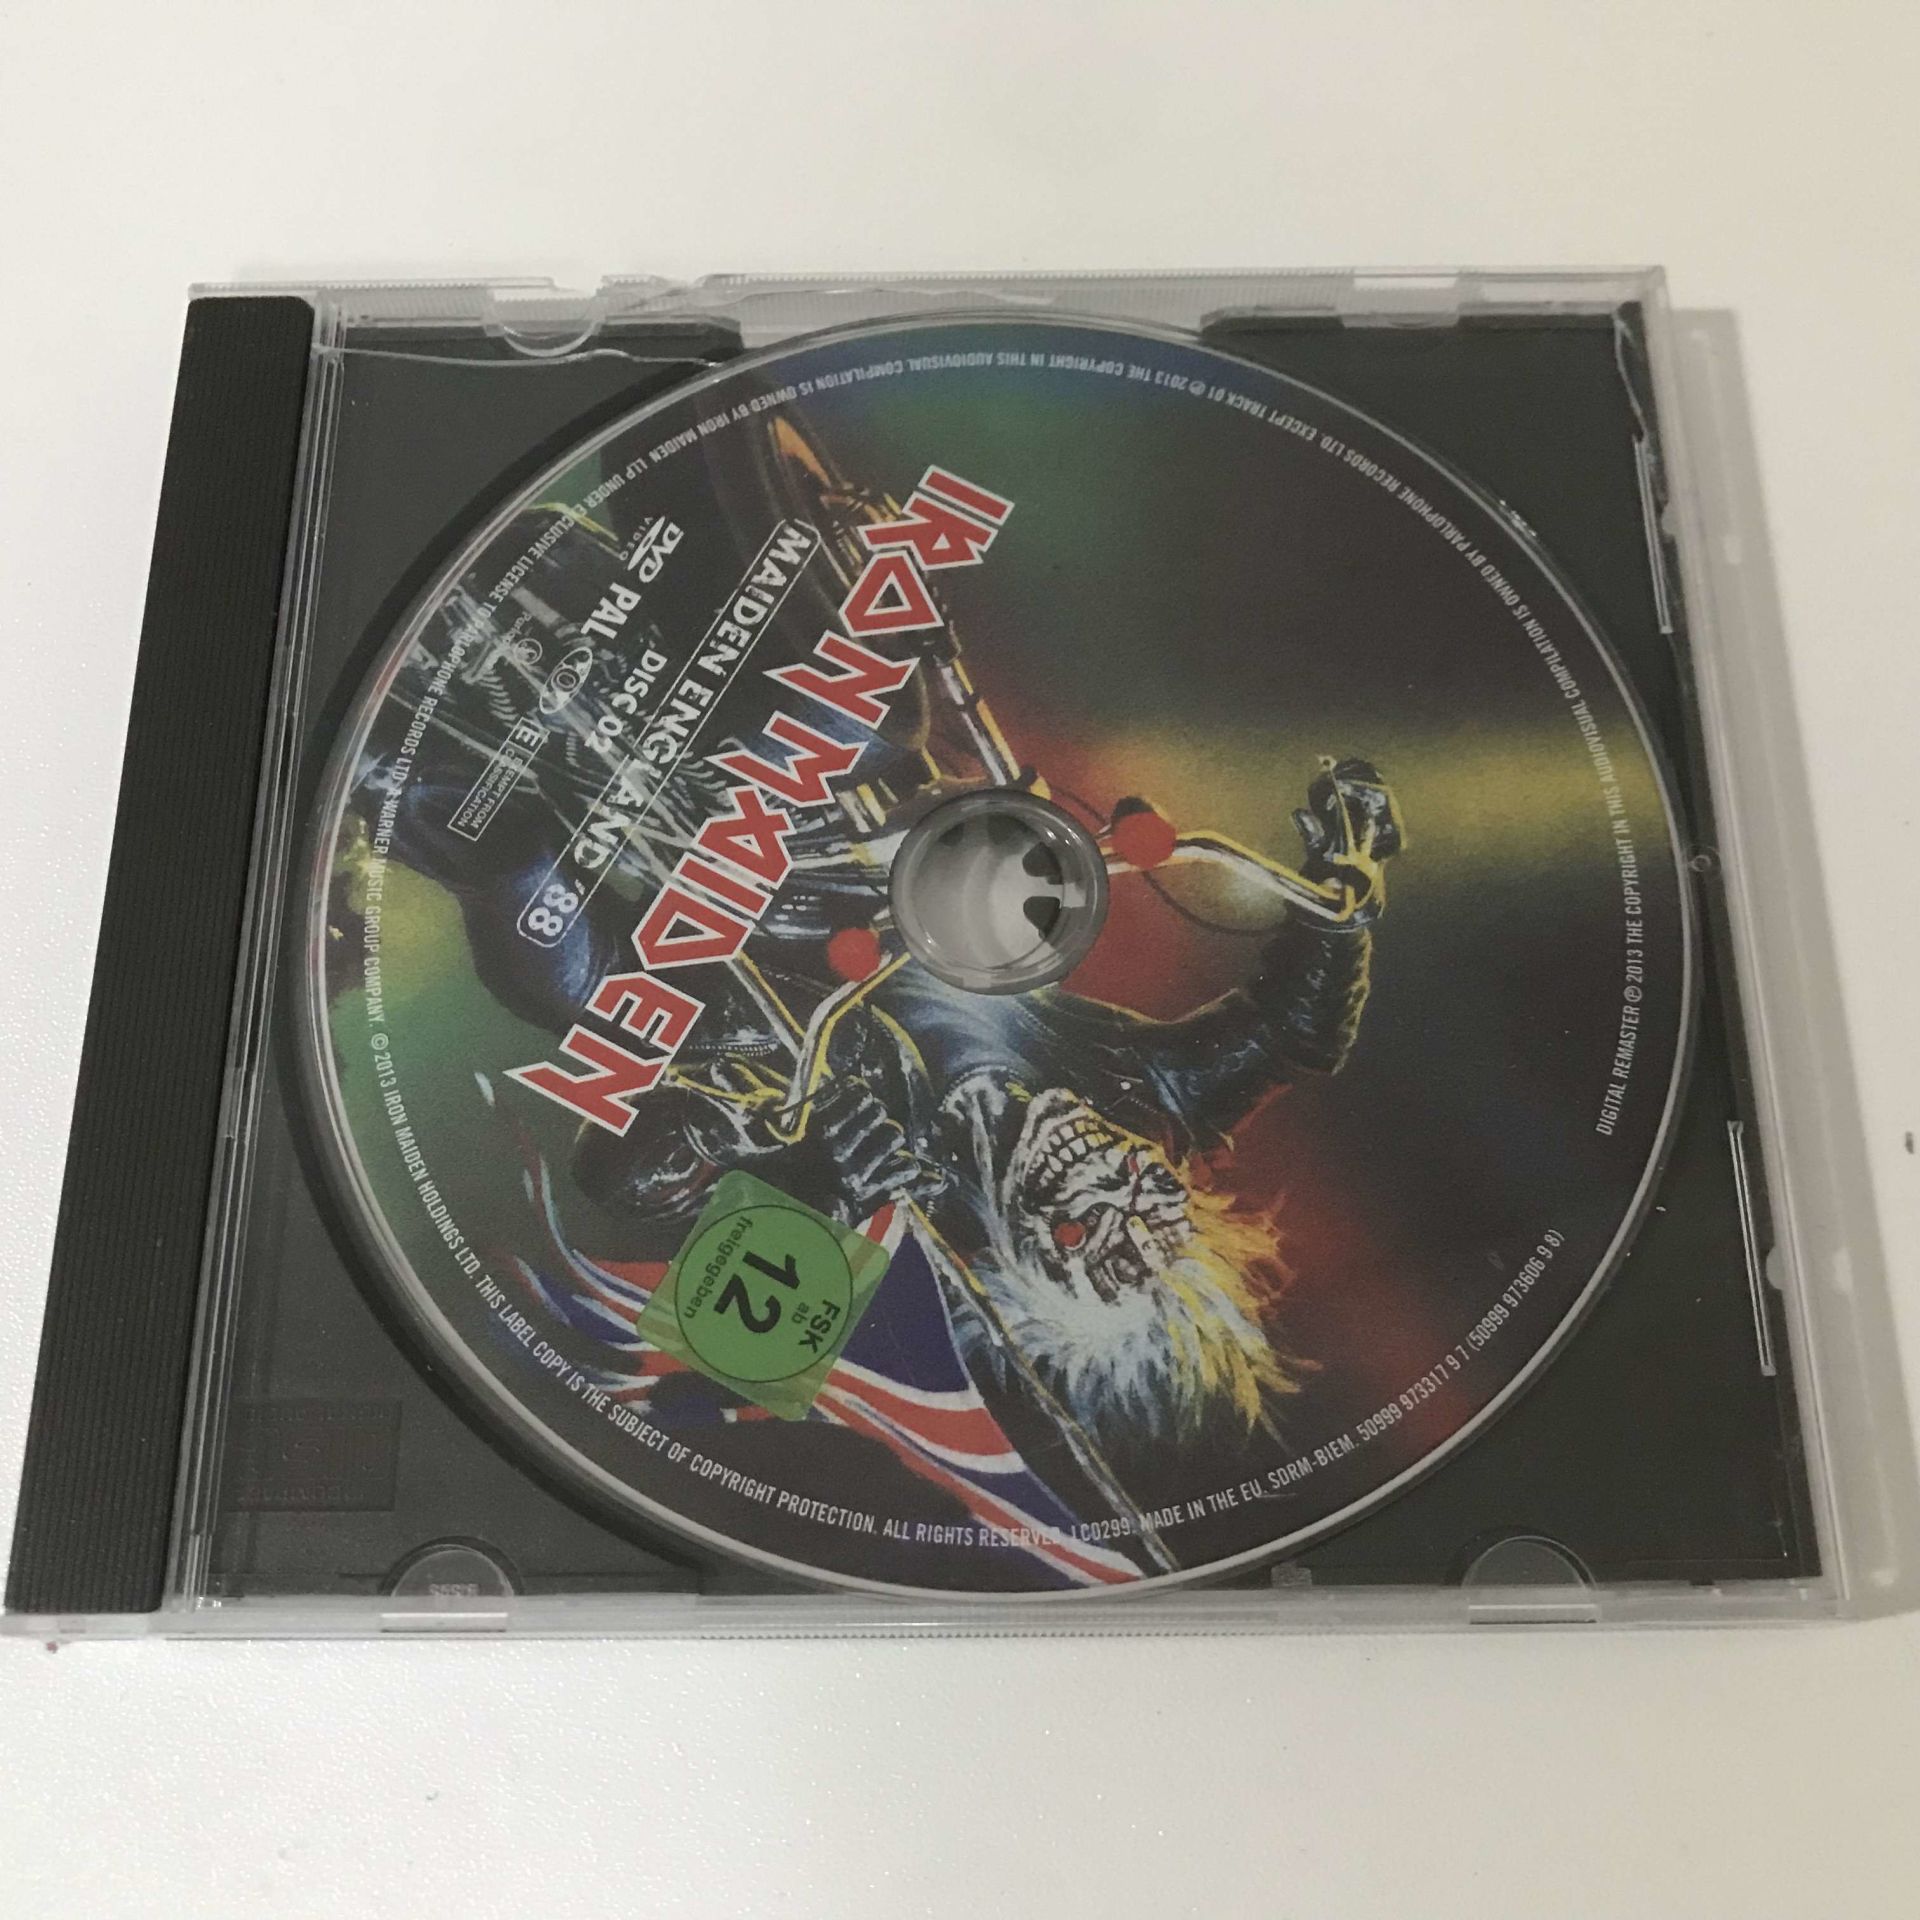 IRON MAIDEN
MAIDEN ENGLAND '88
DISC 02
DVD VIDEO
PAL
E EXEMPT FROM CLASSIFICATION
FSK
ab
12
freigegeben
DIGITAL REMASTER ℗ 2013 THE COPYRIGHT IN THIS AUDIOVISUAL COMPILATION IS OWNED BY PARLOPHONE RECORDS LTD. EXCEPT TRACK 01 ℗ 2013 THE COPYRIGHT IN THIS AUDIOVISUAL COMPILATION IS OWNED BY IRON MAIDEN LLP UNDER EXCLUSIVE LICENSE TO PARLOPHONE RECORDS LTD. A WARNER MUSIC GROUP COMPANY. © 2013 IRON MAIDEN HOLDINGS LTD. THIS LABEL COPY IS THE SUBJECT OF COPYRIGHT PROTECTION. ALL RIGHTS RESERVED. LC0299. MADE IN THE EU. SDRM-BIEM. 50999 973317 9 7 (50999 973606 9 8)